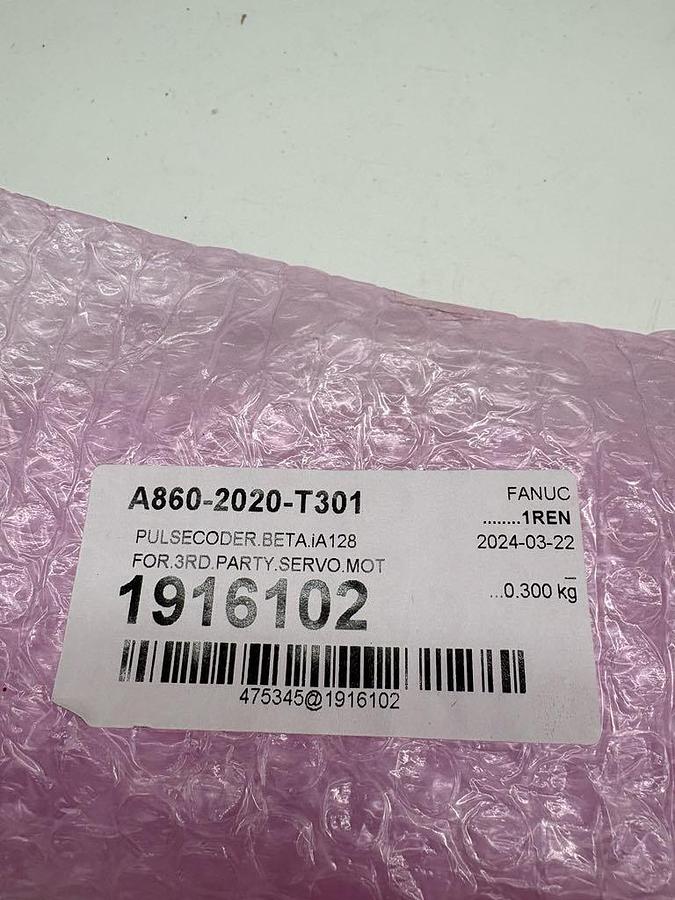 A860-2020-T301
FANUC
........1REN
PULSECODER.BETA.iA128
2024-03-22
FOR.3RD.PARTY.SERVO.MOT
_
1916102
...0.300 kg
475345@1916102